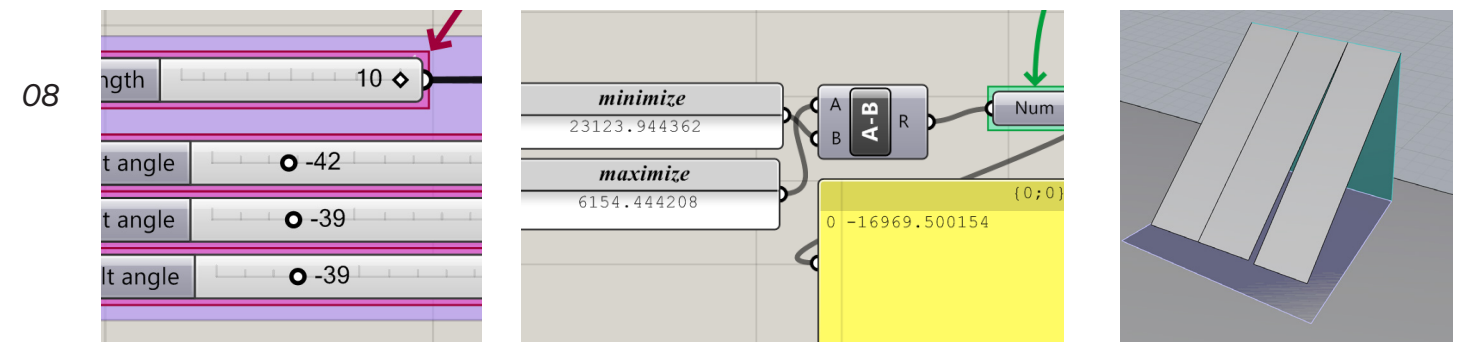 08
ngth 10
t angle -42
t angle -39
lt angle -39
minimize
23123.944362
maximize
6154.444208
A
B
A-B
R
Num
{0;0}
0 -16969.500154